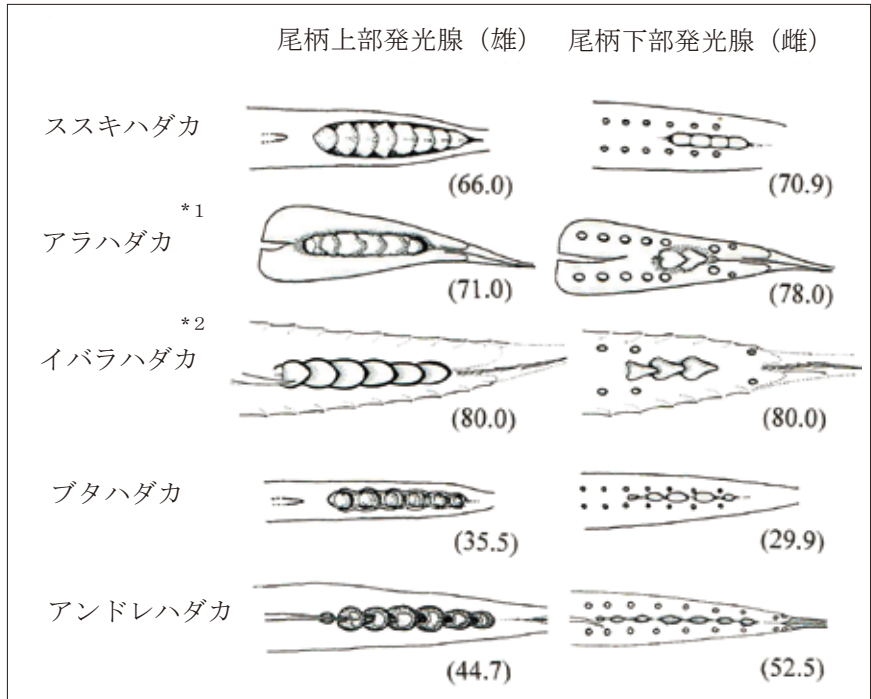 尾柄上部発光腺（雄） 尾柄下部発光腺（雌）
ススキハダカ
(66.0) (70.9)
アラハダカ*1
(71.0) (78.0)
イバラハダカ*2
(80.0) (80.0)
ブタハダカ
(35.5) (29.9)
アンドレハダカ
(44.7) (52.5)